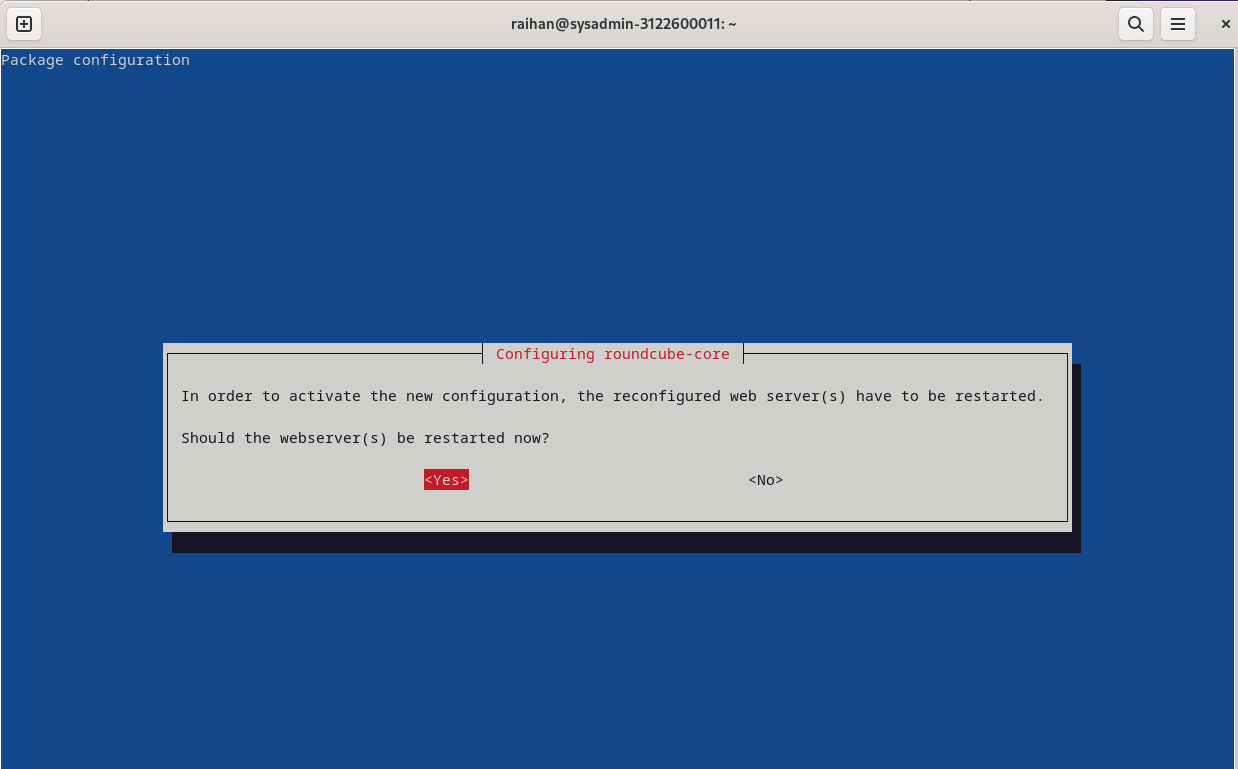 raihan@sysadmin-3122600011: ~
Package configuration
Configuring roundcube-core
In order to activate the new configuration, the reconfigured web server(s) have to be restarted.
Should the webserver(s) be restarted now?
<Yes> <No>